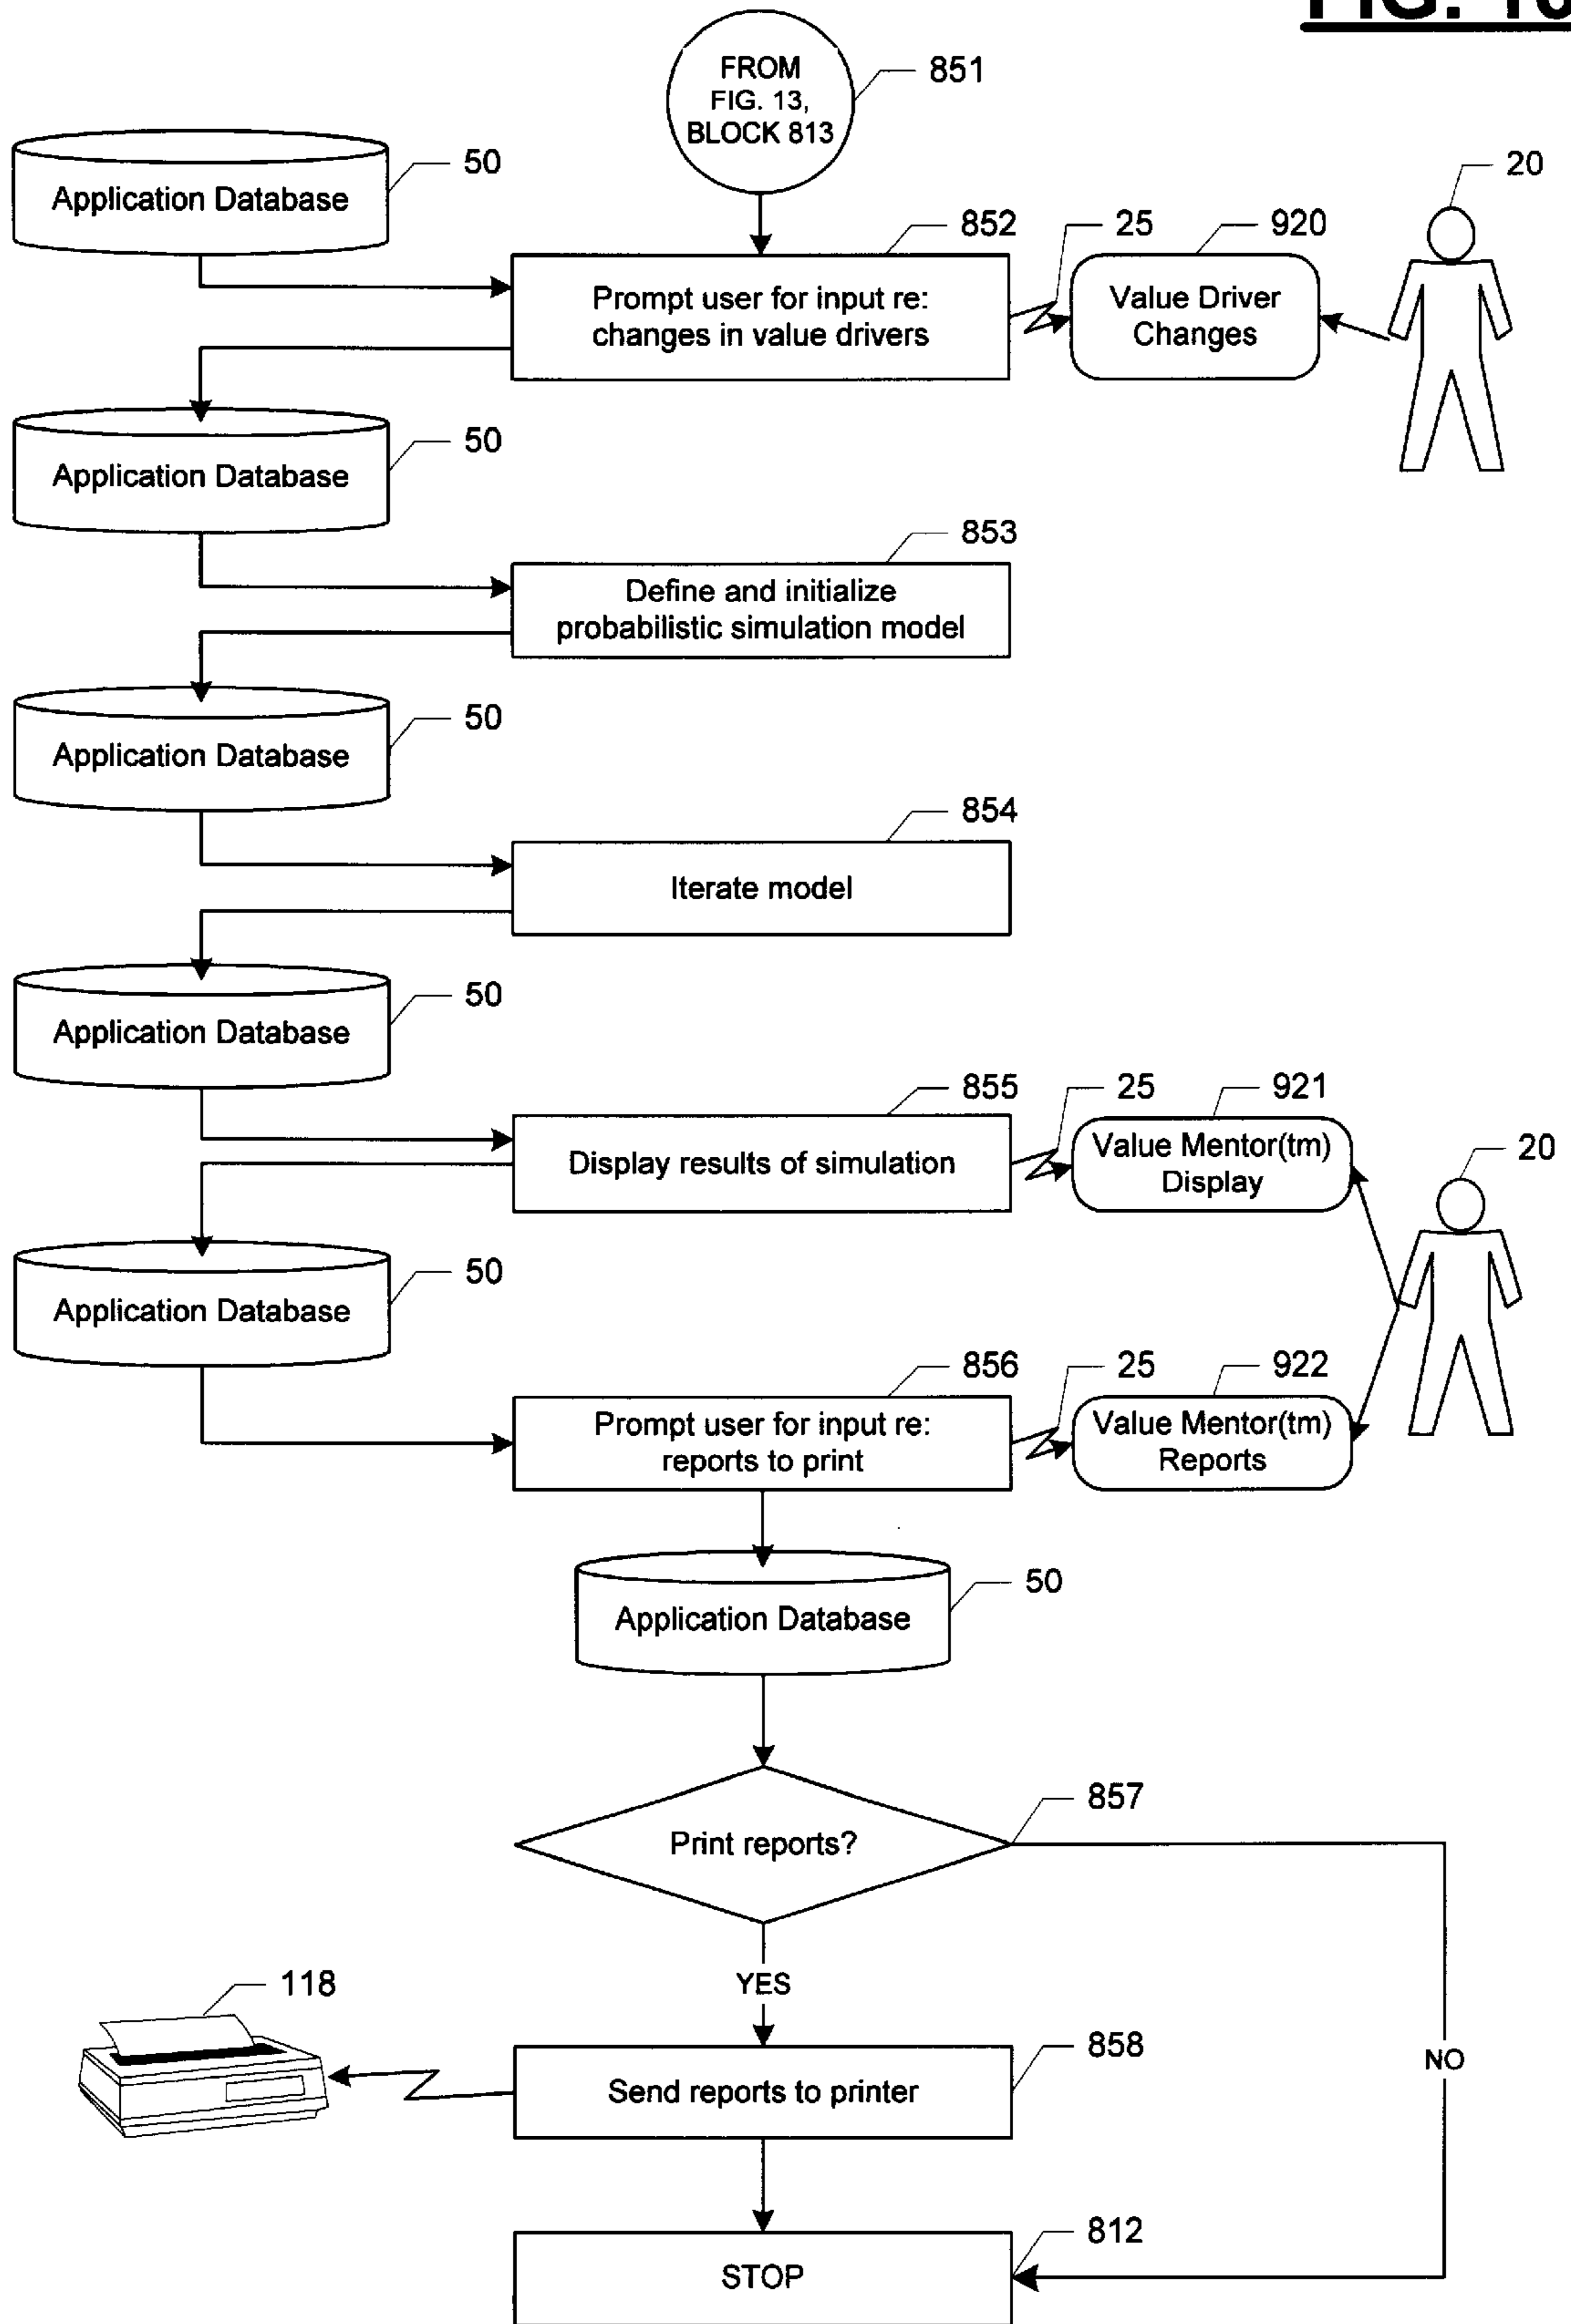 FIG. 1
FROM
FIG. 13,
BLOCK 813
851
50
Application Database
20
852
25
920
Prompt user for input re:
changes in value drivers
Value Driver
Changes
50
Application Database
853
Define and initialize
probabilistic simulation model
50
Application Database
854
Iterate model
50
Application Database
855
25
921
Display results of simulation
Value Mentor(tm)
Display
20
50
Application Database
856
25
922
Prompt user for input re:
reports to print
Value Mentor(tm)
Reports
50
Application Database
857
Print reports?
YES
NO
118
858
Send reports to printer
812
STOP